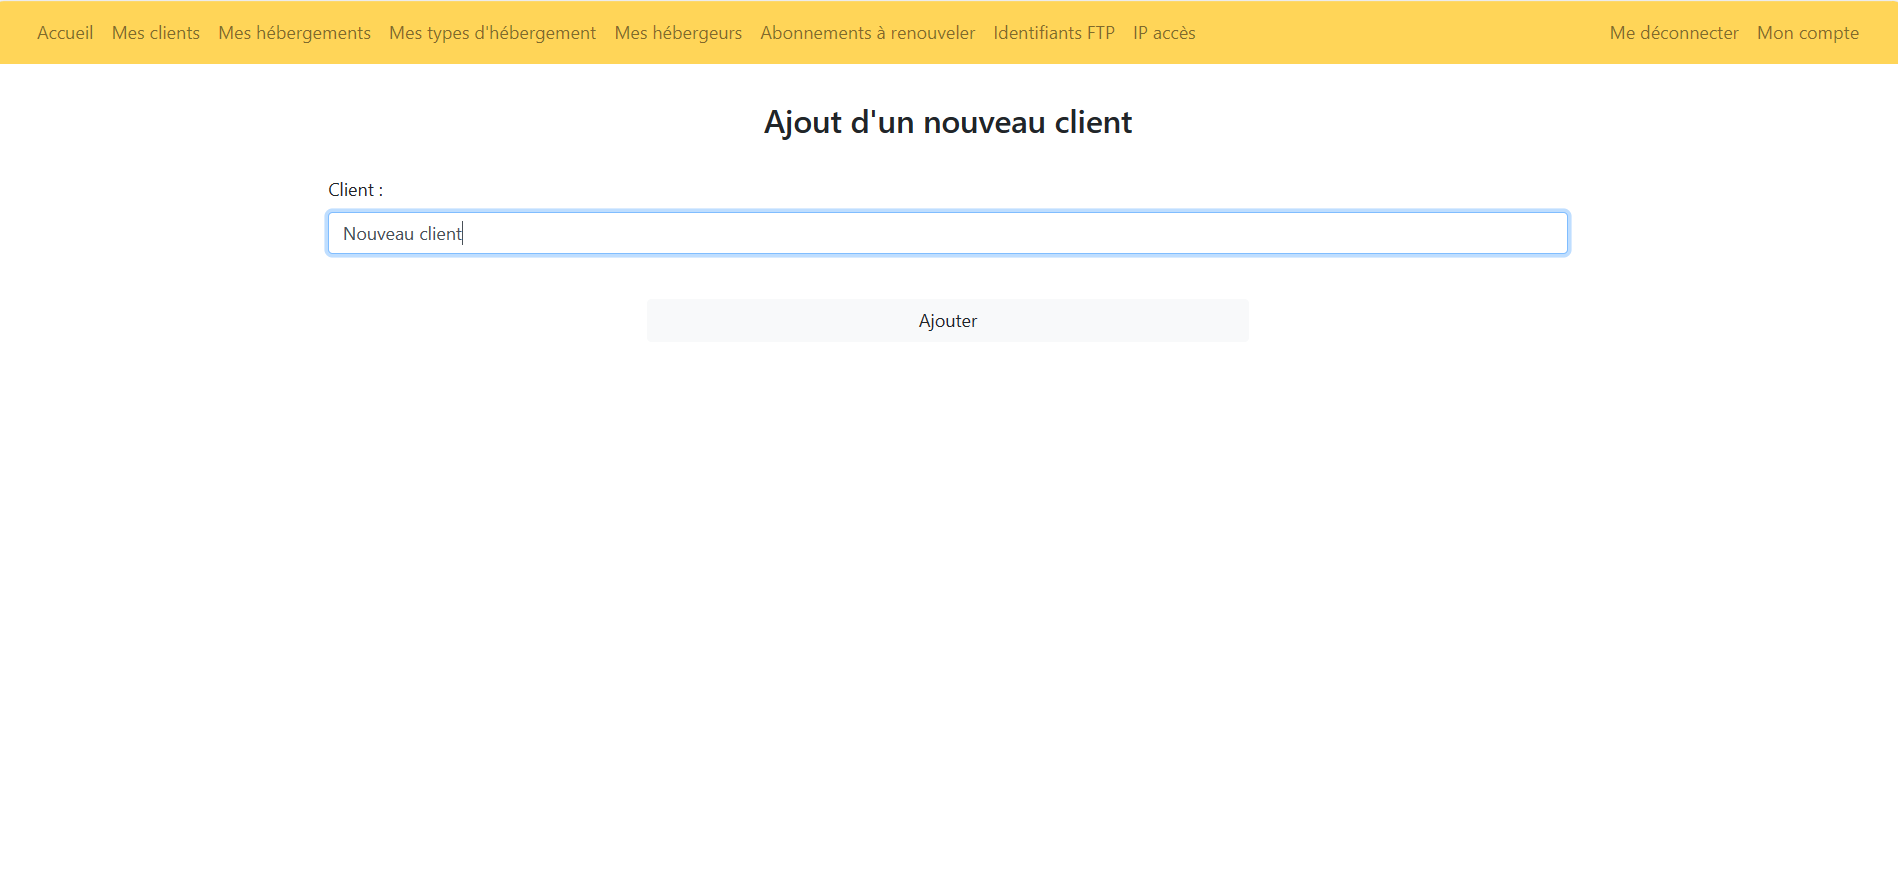 Accueil Mes clients Mes hébergements Mes types d'hébergement Mes hébergeurs Abonnements à renouveler Identifiants FTP IP accès Me déconnecter Mon compte
Ajout d'un nouveau client
Client :
Nouveau client
Ajouter